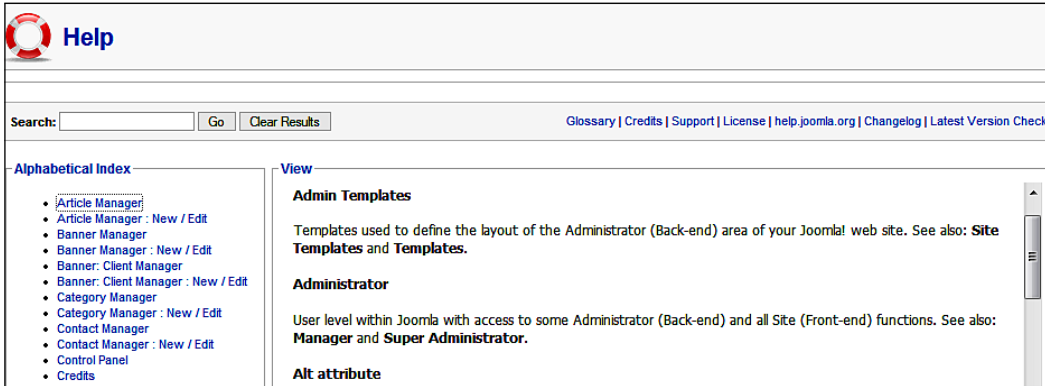 Help
Search: Go Clear Results
Glossary | Credits | Support | License | help.joomla.org | Changelog | Latest Version Check
Alphabetical Index
Article Manager
Article Manager : New / Edit
Banner Manager
Banner Manager : New / Edit
Banner: Client Manager
Banner: Client Manager : New / Edit
Category Manager
Category Manager : New / Edit
Contact Manager
Contact Manager : New / Edit
Control Panel
Credits
View
Admin Templates
Templates used to define the layout of the Administrator (Back-end) area of your Joomla! web site. See also: Site
Templates and Templates.
Administrator
User level within Joomla with access to some Administrator (Back-end) and all Site (Front-end) functions. See also:
Manager and Super Administrator.
Alt attribute